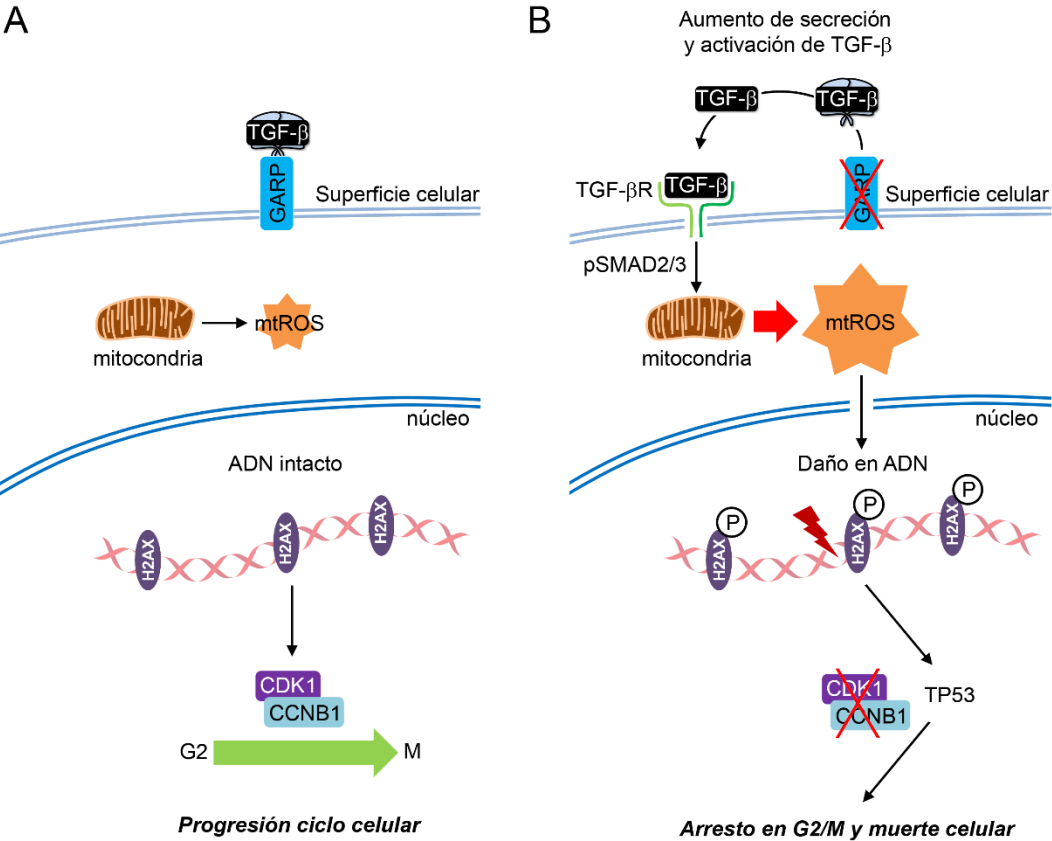 A
TGF-β
GARP
Superficie celular
mitocondria
mtROS
núcleo
ADN intacto
H2AX
H2AX
H2AX
CDK1
CCNB1
G2
M
Progresión ciclo celular
B
Aumento de secreción
y activación de TGF-β
TGF-β
TGF-β
TGF-βR
TGF-β
GARP
Superficie celular
pSMAD2/3
mitocondria
mtROS
núcleo
Daño en ADN
P
P
P
H2AX
H2AX
H2AX
CDK1
CCNB1
TP53
Arresto en G2/M y muerte celular